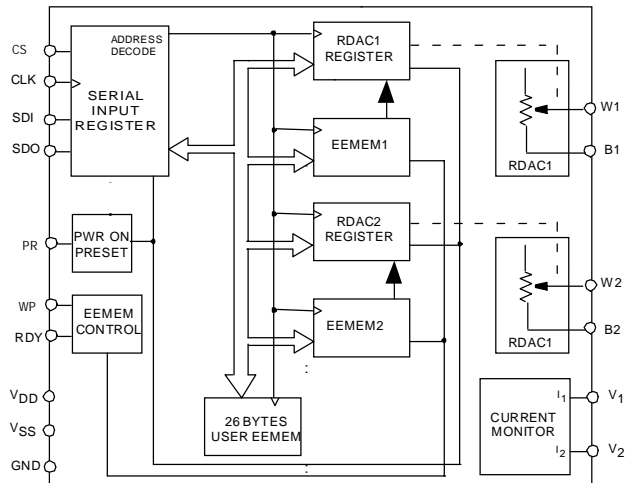 CS
CLK
SDI
SDO
PR
WP
RDY
VDD
VSS
GND
ADDRESS
DECODE
SERIAL
INPUT
REGISTER
PWR ON
PRESET
EEMEM
CONTROL
RDAC1
REGISTER
EEMEM1
RDAC2
REGISTER
EEMEM2
26 BYTES
USER EEMEM
RDAC1
RDAC1
CURRENT
MONITOR
I1
I2
W1
B1
W2
B2
V1
V2